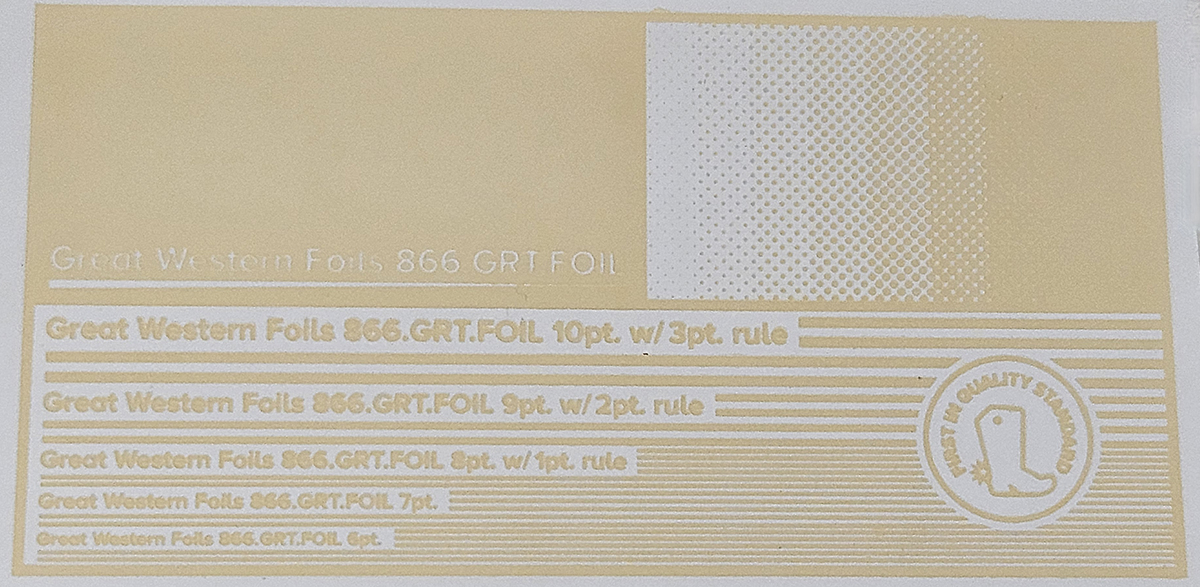 Great Western Foils 866 GRT FOIL
Great Western Foils 866.GRT.FOIL 10pt. w/ 3pt. rule
Great Western Foils 866.GRT.FOIL 9pt. w/ 2pt. rule
Great Western Foils 866.GRT.FOIL 8pt. w/ 1pt. rule
Great Western Foils 866.GRT.FOIL 7pt.
Great Western Foils 866.GRT.FOIL 6pt.
FIRST IN QUALITY STANDARD